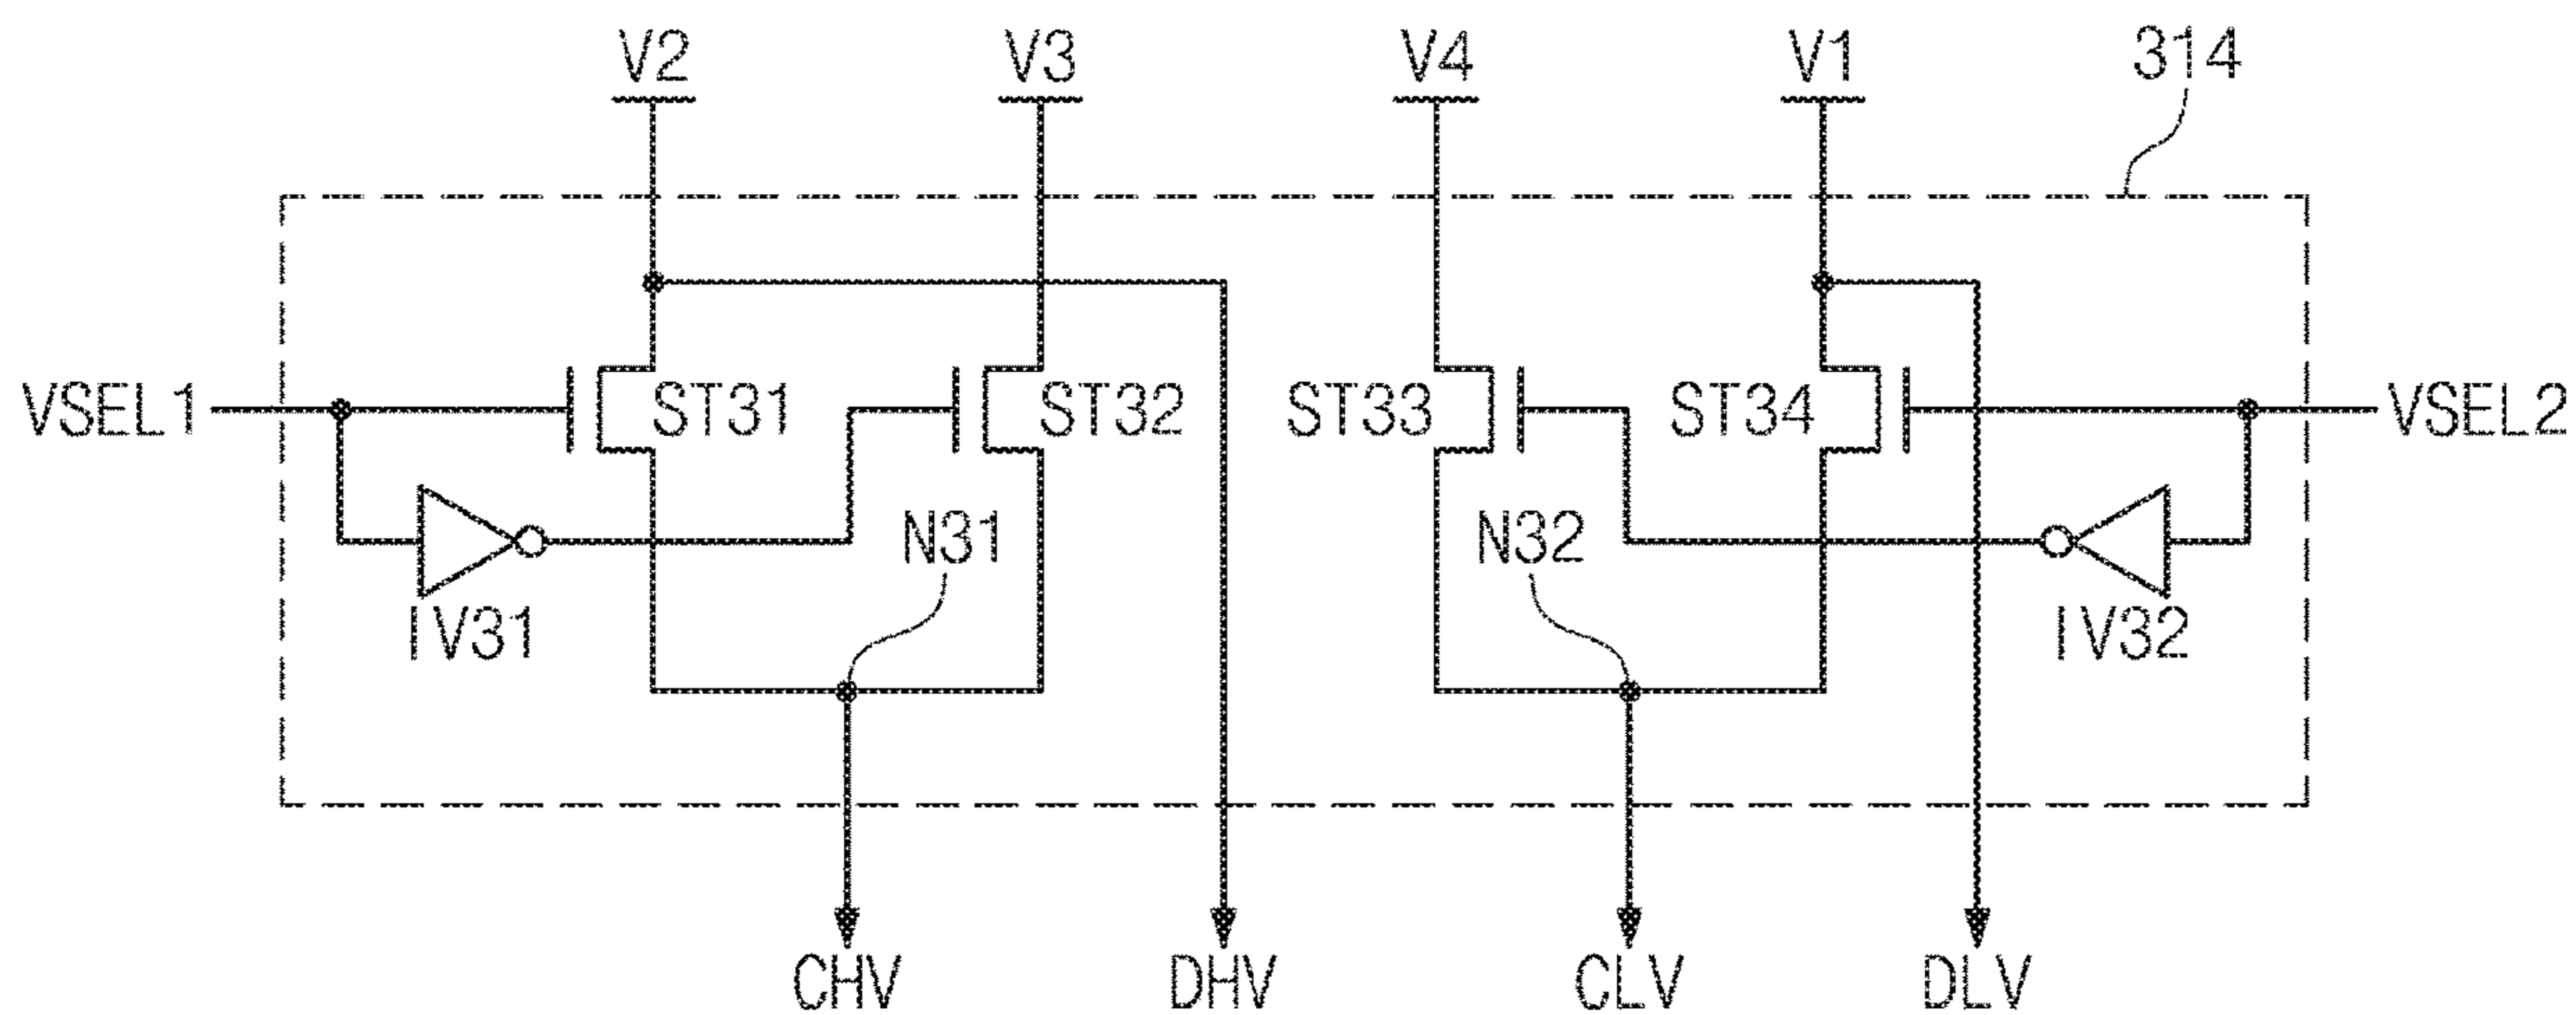 V2 V3 V4 V1 314
VSEL1 ST31 ST32 ST33 ST34 VSEL2
N31 N32
IV31 IV32
CHV DHV CLV DLV